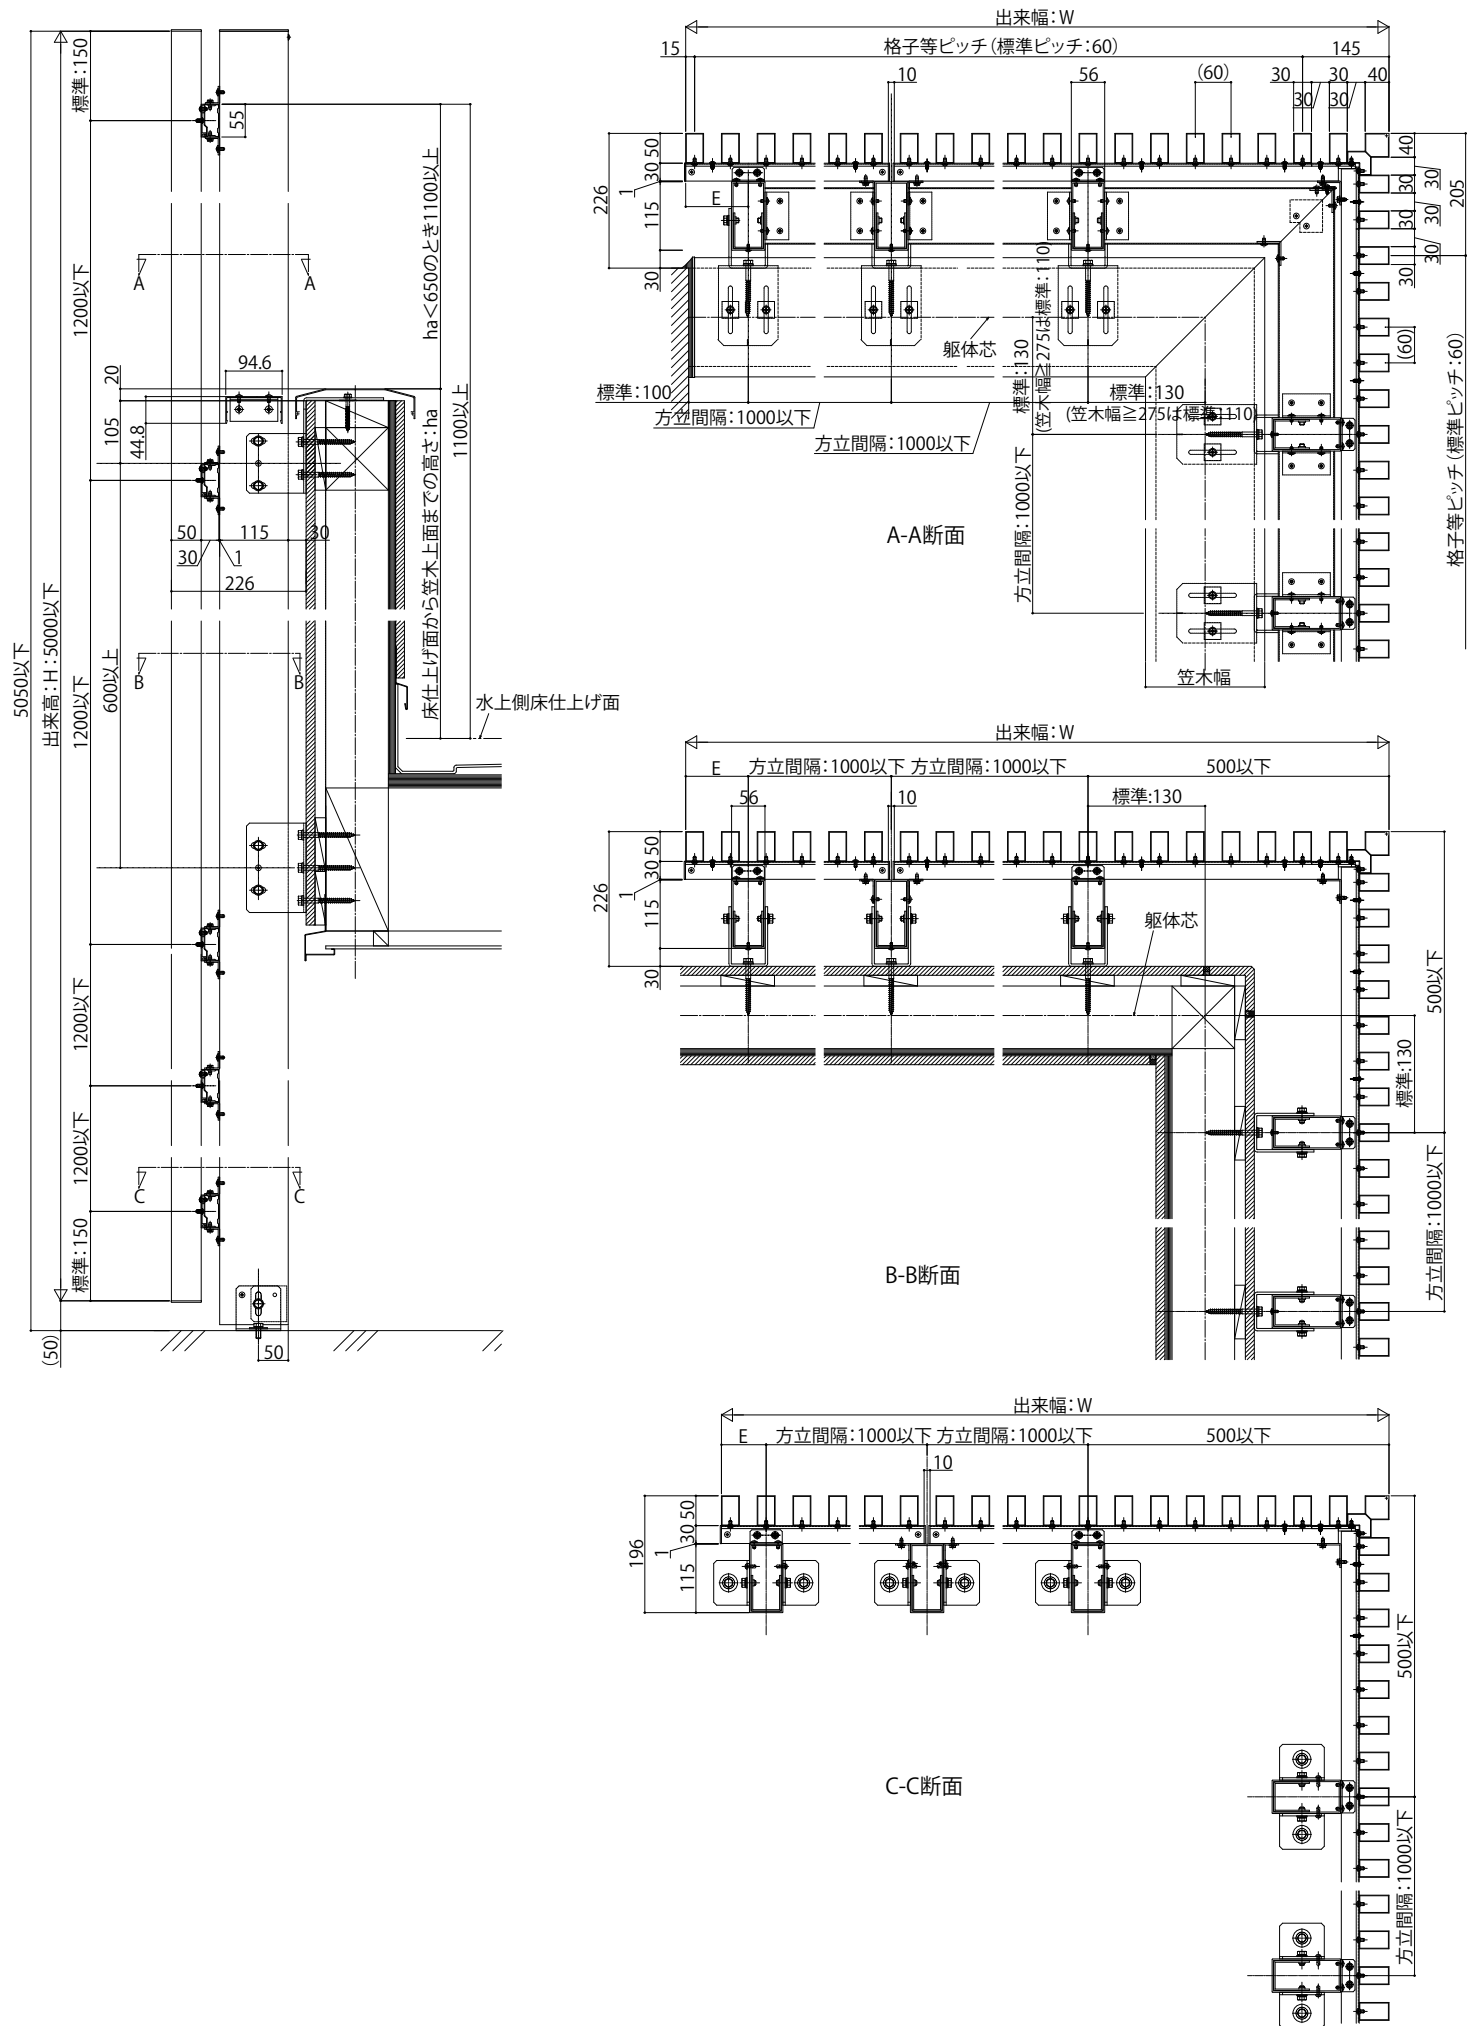 標準：150
55
ha＜650のとき1100以上
1200以下
A
A
20
94.6
105
44.8
1100以上
床仕上げ面から笠木上面までの高さ：ha
50
115
30
30
1
226
5050以下
出来高：H：5000以下
600以上
B
B
1200以下
水上側床仕上げ面
1200以下
1200以下
C
C
標準：150
(50)
50
出来幅：W
15
格子等ピッチ（標準ピッチ：60）
145
10
56
(60)
30
30
40
30
30
226
50
30
1
115
30
E
40
30
30
30
30
30
30
205
(60)
格子等ピッチ（標準ピッチ：60）
躯体芯
標準：100
標準：130
(笠木幅≧275は標準：110)
標準：130
(笠木幅≧275は標準：110)
方立間隔：1000以下
方立間隔：1000以下
方立間隔：1000以下
A-A断面
笠木幅
出来幅：W
E
方立間隔：1000以下
方立間隔：1000以下
500以下
56
10
標準：130
226
50
30
1
115
30
躯体芯
500以下
標準：130
方立間隔：1000以下
B-B断面
出来幅：W
E
方立間隔：1000以下
方立間隔：1000以下
500以下
10
196
50
30
1
115
500以下
C-C断面
方立間隔：1000以下